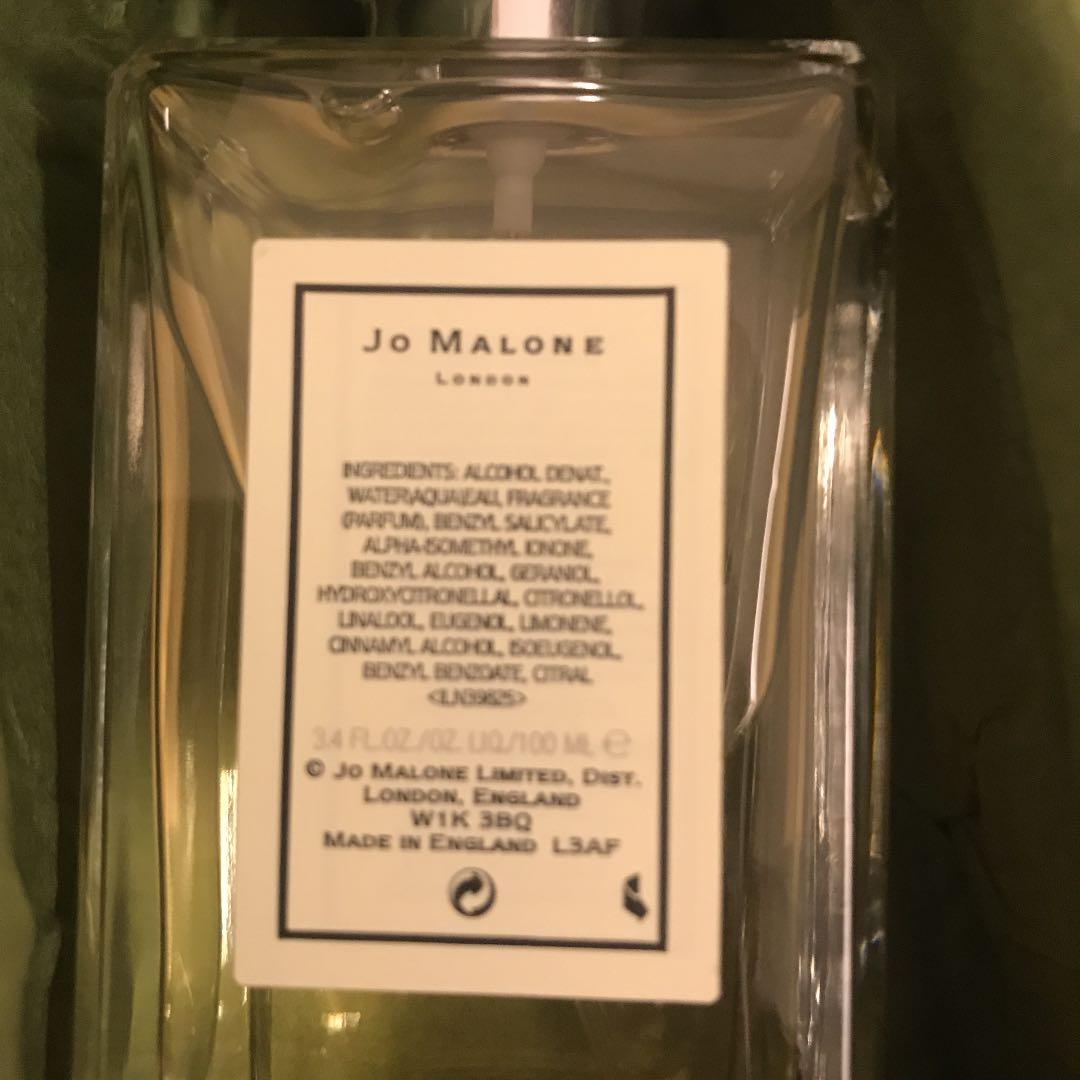 JO MALONE
LONDON
INGREDIENTS: ALCOHOL DENAT.,
WATER\AQUA\EAU, FRAGRANCE
(PARFUM), BENZYL SALICYLATE,
ALPHA-ISOMETHYL IONONE,
BENZYL ALCOHOL, GERANIOL,
HYDROXYCITRONELLAL, CITRONELLOL,
LINALOOL, EUGENOL, LIMONENE,
CINNAMYL ALCOHOL, ISOEUGENOL,
BENZYL BENZOATE, CITRAL
<ILN39625>
3.4 FL.OZ./OZ. LIQ./100 ML ℮
© JO MALONE LIMITED, DIST.
LONDON, ENGLAND
W1K 3BQ
MADE IN ENGLAND L3AF